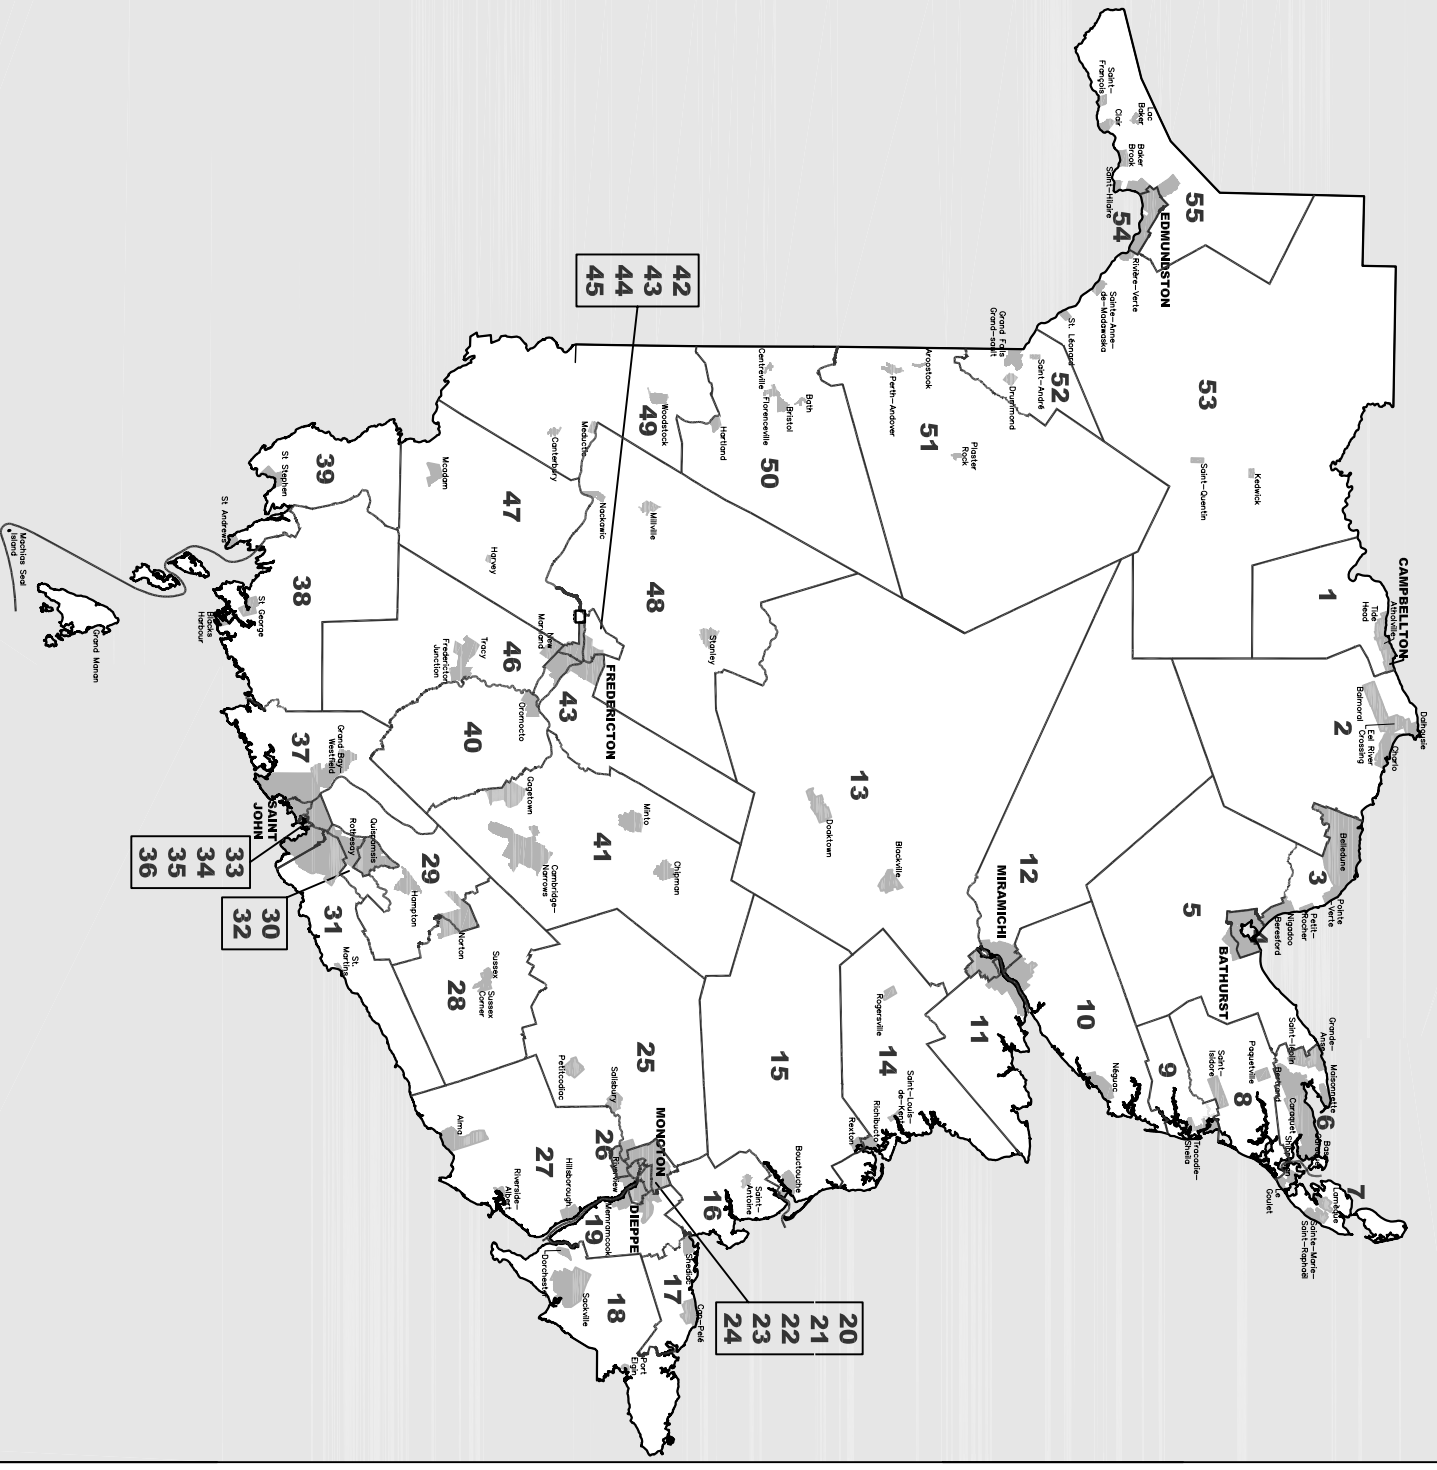 CAMPBELLTON
Atholville
Tide
Head
1
Dalhousie
Charlo
Eel River
Crossing
Balmoral
2
Belledune
3
Pointe
Verte
Petit-
Rocher
Nigadoo
Beresford
4
BATHURST
5
Grande-
Anse
Maisonnette
Saint-Léolin
Bertrand
Caraquet
6
Bas
7
Lamèque
Sainte-Marie-
Saint-Raphaël
Le
Goulet
Paquetville
8
Saint-
Isidore
9
Tracadie-
Sheila
10
Néguac
Kedwick
Saint-Quentin
53
55
EDMUNDSTON
54
Lac
Baker
Baker
Brook
Clair
Saint-
François
Saint-Hilaire
Rivière-Verte
Sainte-Anne-
de-Madawaska
St. Léonard
52
Saint-André
Grand Falls
Grand-sault
Drummond
51
Plaster
Rock
Aroostook
Perth-Andover
Bath
Bristol
Florenceville
Centreville
50
Hartland
Woodstock
49
12
MIRAMICHI
11
13
Blackville
Doaktown
Rogersville
14
Saint-Louis-
de-Kent
Richibucto
Rexton
15
Bouctouche
Saint-
Antoine
16
42
43
44
45
Meductic
Canterbury
Nackawic
Millville
48
Stanley
47
Mcadam
Harvey
New
Maryland
FREDERICTON
43
46
Tracy
Fredericton
Junction
Oromocto
40
Gagetown
Minto
41
Chipman
Cambridge-
Narrows
25
Petitcodiac
Salisbury
MONCTON
26
Riverview
DIEPPE
20
21
22
23
24
Shediac
17
Cap-Pelé
Memramcook
19
18
Sackville
Dorchester
Port
Elgin
27
Hillsborough
Riverside-
Albert
Alma
28
Sussex
Sussex
Corner
Norton
29
Hampton
Quispamsis
Rothesay
31
St.
Martins
SAINT
JOHN
33
34
35
36
30
32
37
Grand Bay-
Westfield
38
39
St. Stephen
St. Andrews
St. George
Blacks
Harbour
Grand Manan
Machias Seal
Island